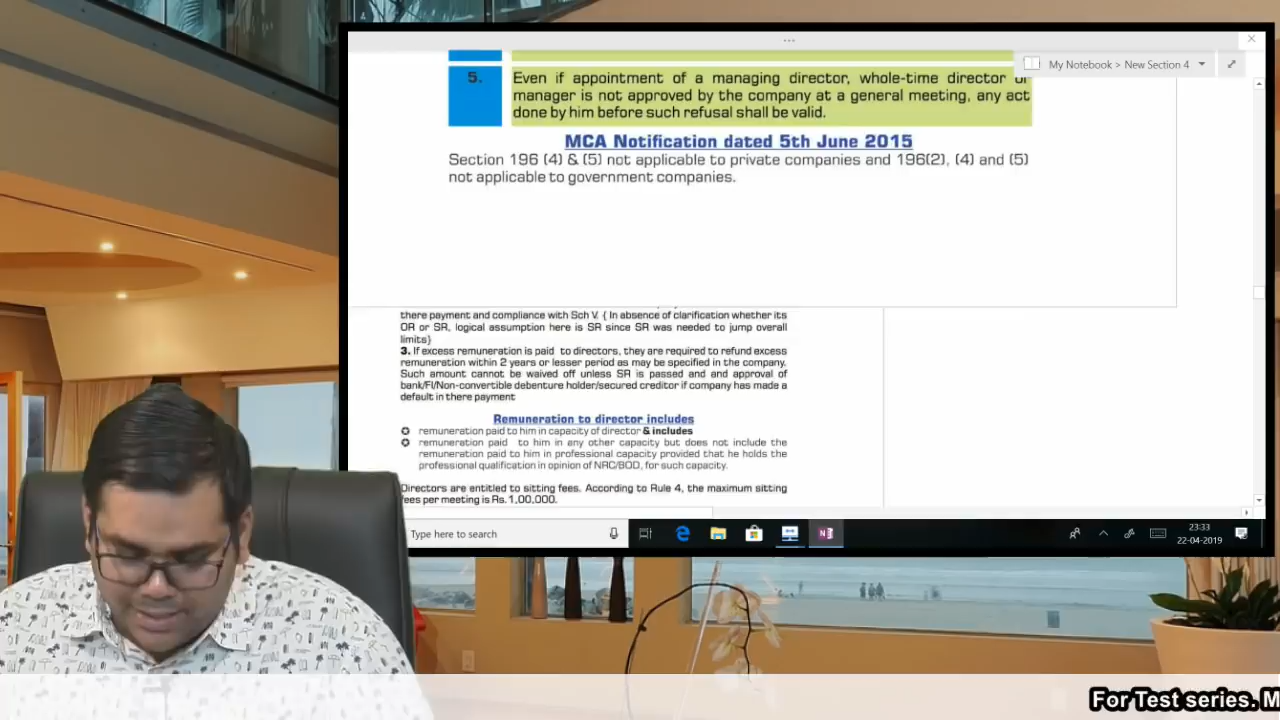 My Notebook > New Section 4
5.
Even if appointment of a managing director, whole-time director or
manager is not approved by the company at a general meeting, any act
done by him before such refusal shall be valid.
MCA Notification dated 5th June 2015
Section 196 (4) & (5) not applicable to private companies and 196(2), (4) and (5)
not applicable to government companies.
there payment and compliance with Sch V. { In absence of clarification whether its
OR or SR, logical assumption here is SR since SR was needed to jump overall
limits}
3. If excess remuneration is paid to directors, they are required to refund excess
remuneration within 2 years or lesser period as may be specified in the company.
Such amount cannot be waived off unless SR is passed and and approval of
bank/FI/Non-convertible debenture holder/secured creditor if company has made a
default in there payment
Remuneration to director includes
remuneration paid to him in capacity of director & includes
remuneration paid to him in any other capacity but does not include the
remuneration paid to him in professional capacity provided that he holds the
professional qualification in opinion of NRC/BOD, for such capacity.
Directors are entitled to sitting fees. According to Rule 4, the maximum sitting
fees per meeting is Rs. 1,00,000.
Type here to search
23:33
22-04-2019
For Test series. M